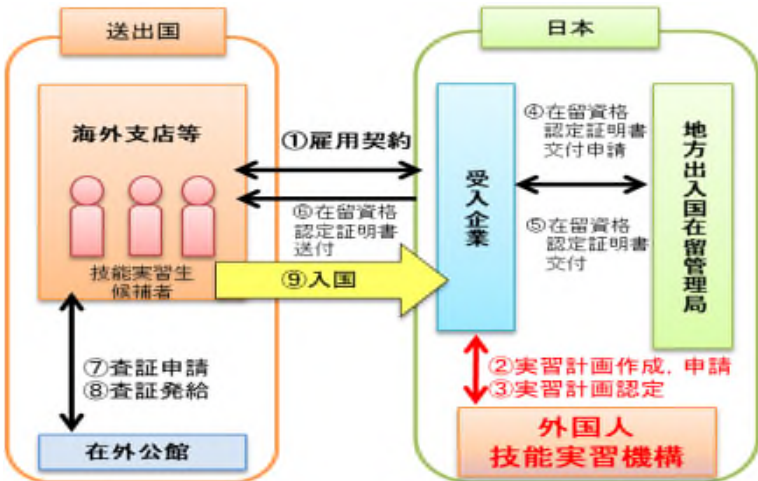 送出国
日本
海外支店等
技能実習生
候補者
①雇用契約
⑥在留資格
認定証明書
送付
⑨入国
受入企業
④在留資格
認定証明書
交付申請
⑤在留資格
認定証明書
交付
地方出入国在留管理局
⑦査証申請
⑧査証発給
在外公館
②実習計画作成，申請
③実習計画認定
外国人
技能実習機構